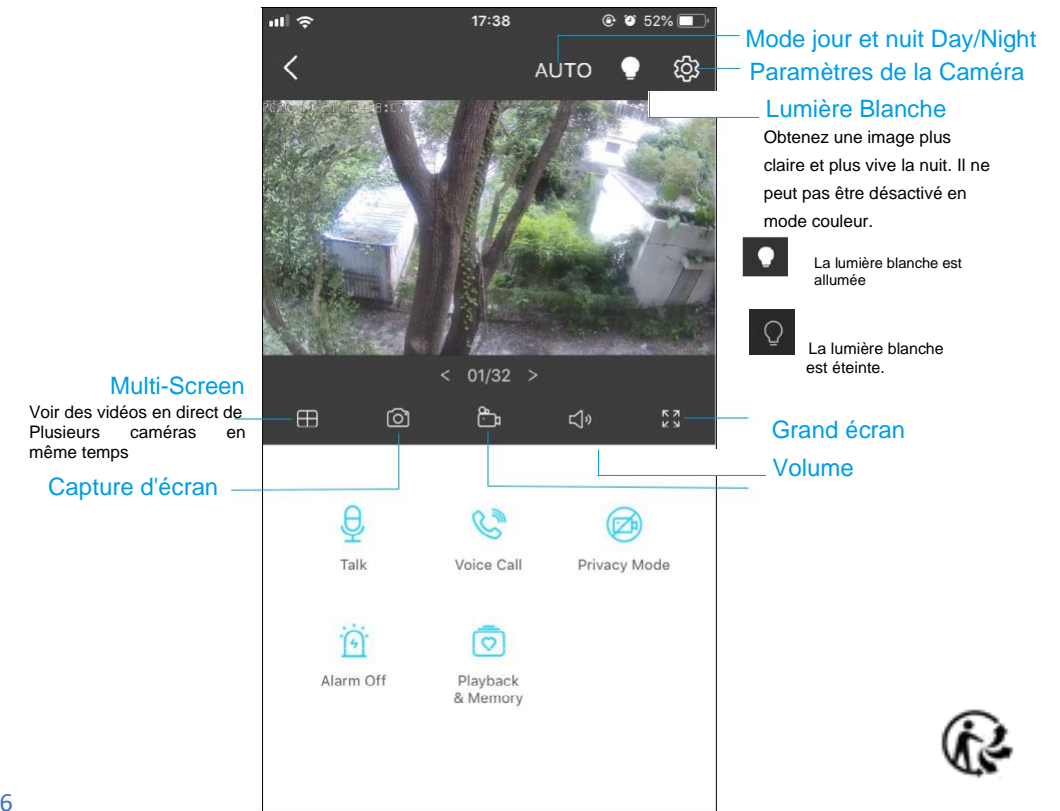 17:38
52%
AUTO
Mode jour et nuit Day/Night
Paramètres de la Caméra
Lumière Blanche
Obtenez une image plus
claire et plus vive la nuit. Il ne
peut pas être désactivé en
mode couleur.
La lumière blanche est
allumée
La lumière blanche
est éteinte.
< 01/32 >
Multi-Screen
Voir des vidéos en direct de
Plusieurs caméras en
même temps
Capture d'écran
Grand écran
Volume
Talk
Voice Call
Privacy Mode
Alarm Off
Playback
& Memory
6